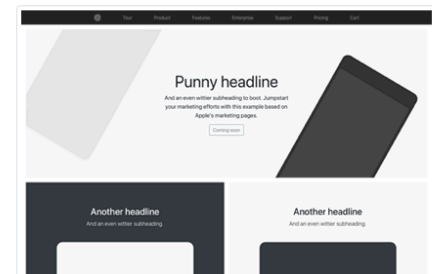 Tour Product Features Enterprise Support Pricing Cart
Punny headline
And an even wittier subheading to boot. Jumpstart
your marketing efforts with this example based on
Apple's marketing pages.
Coming soon
Another headline
And an even wittier subheading.
Another headline
And an even wittier subheading.